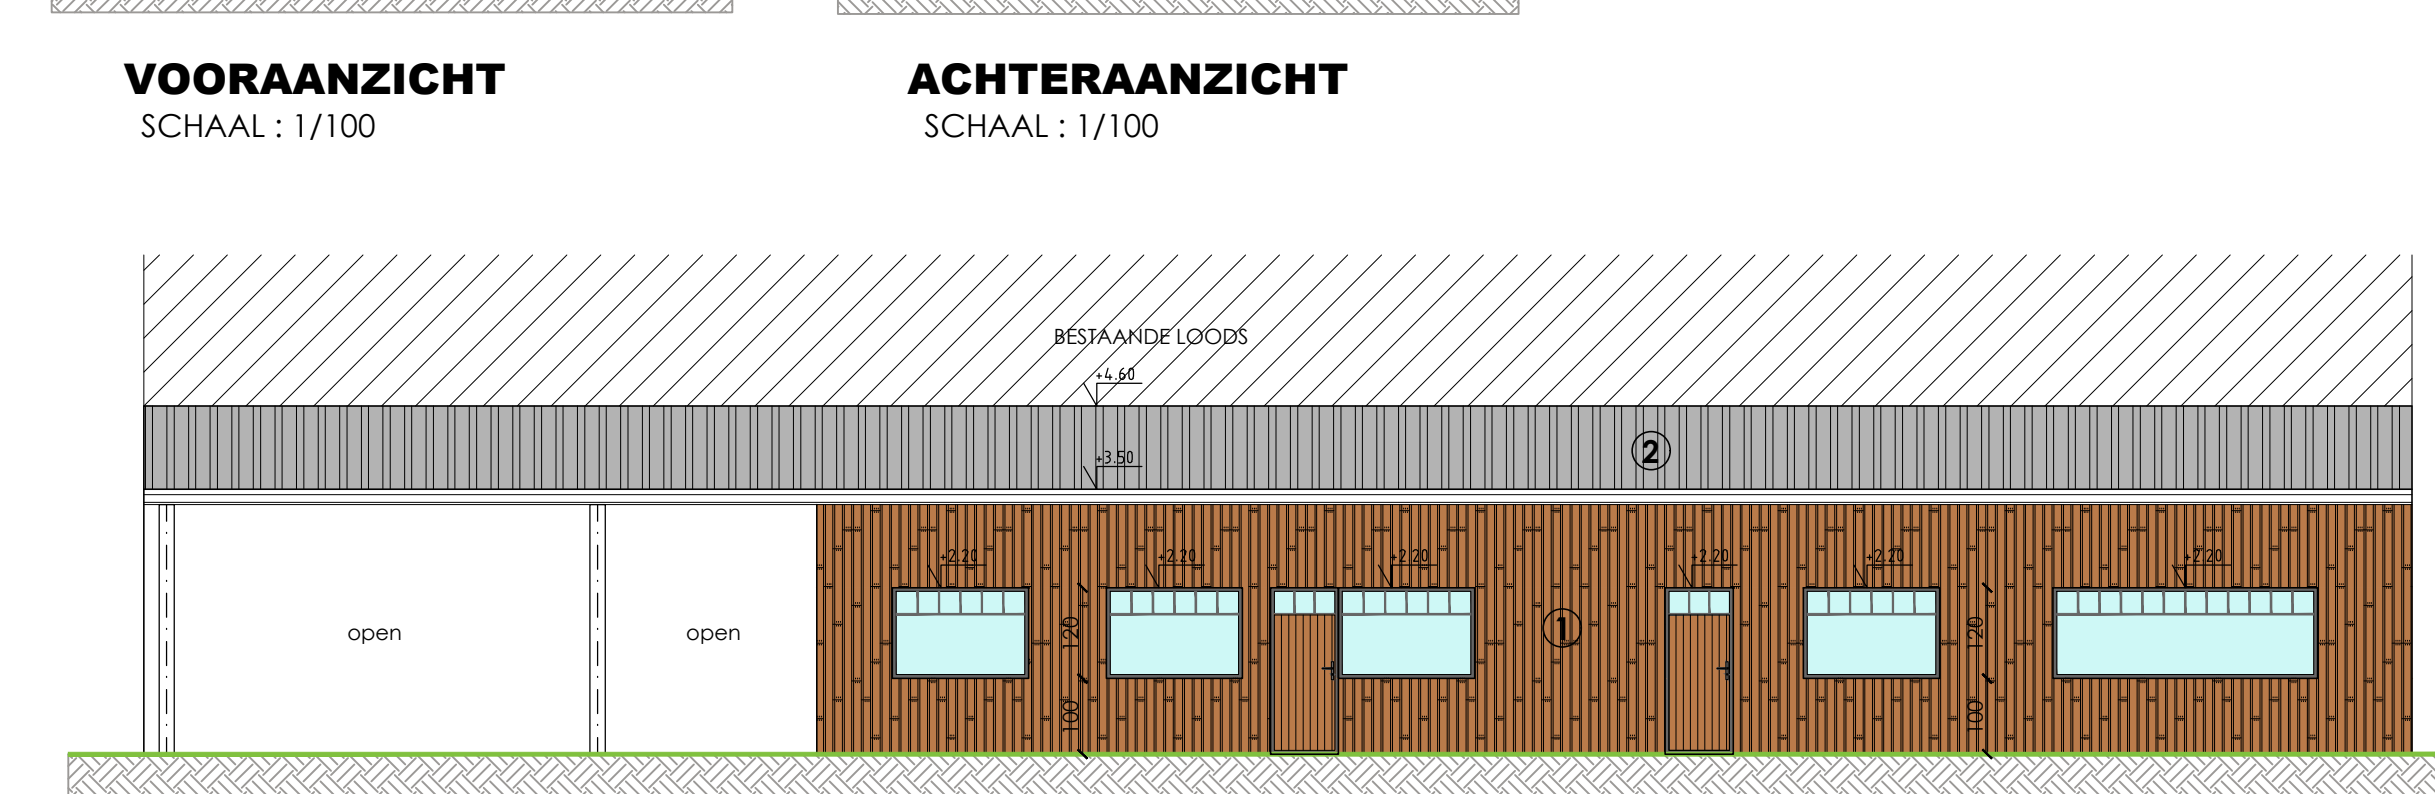 VOORAANZICHT
SCHAAL : 1/100
ACHTERAANZICHT
SCHAAL : 1/100
BESTAANDE LOODS
+4.60
+3.50
2
+2.20
+2.20
+2.20
+2.20
+2.20
+2.20
open
open
120
1
120
100
100